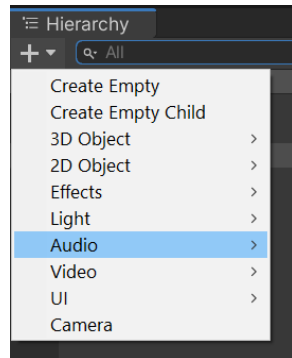 Hierarchy
All
Create Empty
Create Empty Child
3D Object
2D Object
Effects
Light
Audio
Video
UI
Camera